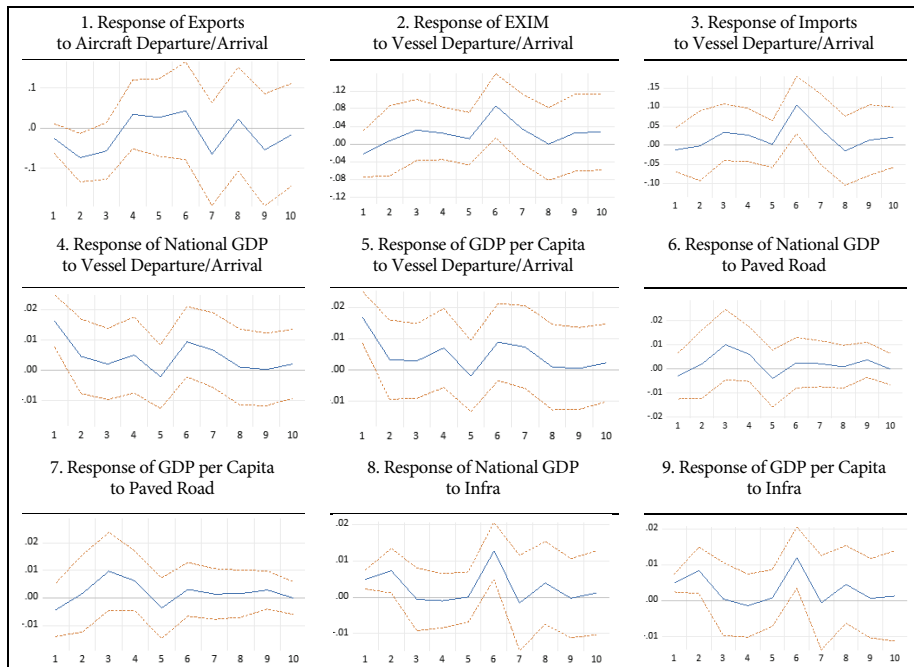 1. Response of Exports
to Aircraft Departure/Arrival
.1
.0
-.1
1 2 3 4 5 6 7 8 9 10
2. Response of EXIM
to Vessel Departure/Arrival
.12
.08
.04
.00
-.04
-.08
-.12
1 2 3 4 5 6 7 8 9 10
3. Response of Imports
to Vessel Departure/Arrival
.15
.10
.05
.00
-.05
-.10
1 2 3 4 5 6 7 8 9 10
4. Response of National GDP
to Vessel Departure/Arrival
.02
.01
.00
-.01
1 2 3 4 5 6 7 8 9 10
5. Response of GDP per Capita
to Vessel Departure/Arrival
.02
.01
.00
.01
1 2 3 4 5 6 7 8 9 10
6. Response of National GDP
to Paved Road
.02
.01
.00
-.01
-.02
1 2 3 4 5 6 7 8 9 10
7. Response of GDP per Capita
to Paved Road
.02
.01
.00
-.01
1 2 3 4 5 6 7 8 9 10
8. Response of National GDP
to Infra
.02
.01
.00
-.01
1 2 3 4 5 6 7 8 9 10
9. Response of GDP per Capita
to Infra
.02
.01
.00
-.01
1 2 3 4 5 6 7 8 9 10